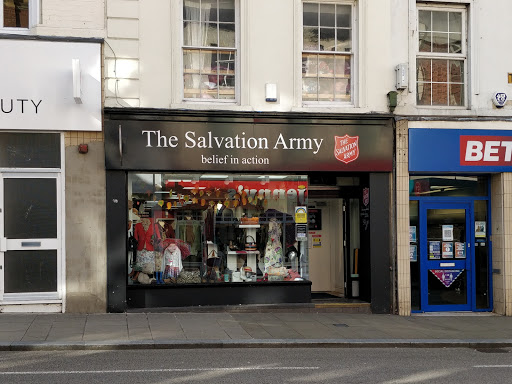 UTY
The Salvation Army
belief in action
THE
SALVATION
ARMY
BET